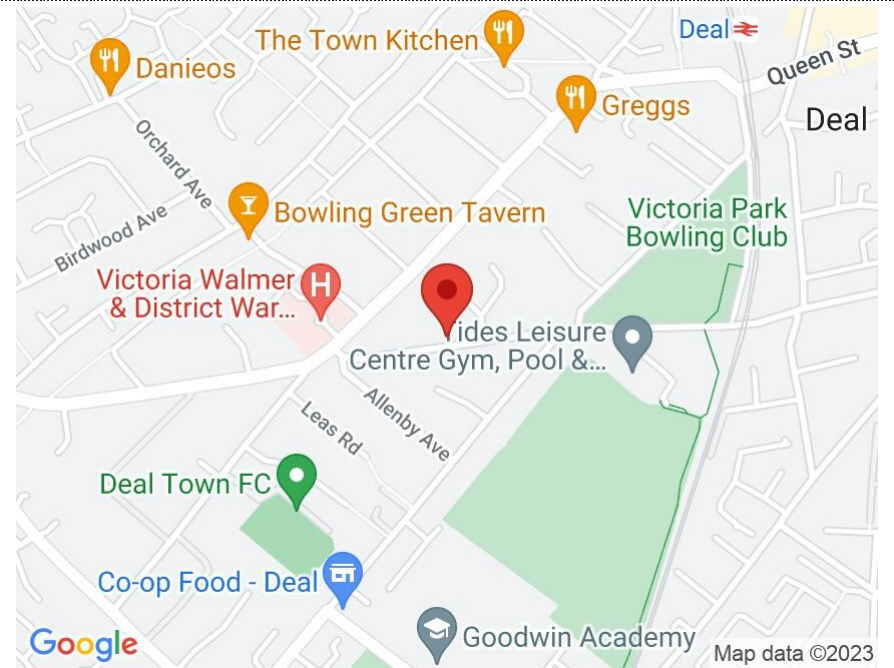 The Town Kitchen
Deal
Danieos
Queen St
Greggs
Deal
Orchard Ave
Bowling Green Tavern
Victoria Park
Bowling Club
Birdwood Ave
Victoria Walmer
& District War...
H
Tides Leisure
Centre Gym, Pool &...
Allenby Ave
Leas Rd
Deal Town FC
Co-op Food - Deal
Goodwin Academy
Google
Map data ©2023